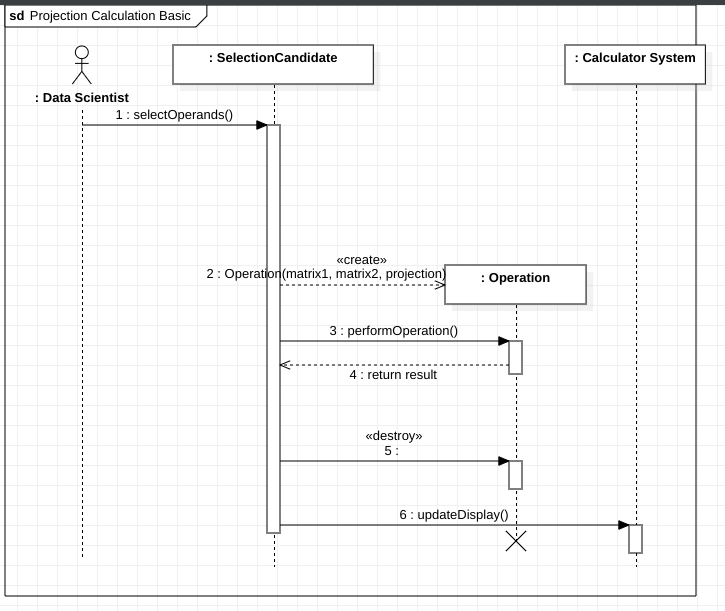 sd Projection Calculation Basic
: SelectionCandidate
: Calculator System
: Data Scientist
1 : selectOperands()
«create»
2 : Operation(matrix1, matrix2, projection)
: Operation
3 : performOperation()
4 : return result
«destroy»
5 :
6 : updateDisplay()